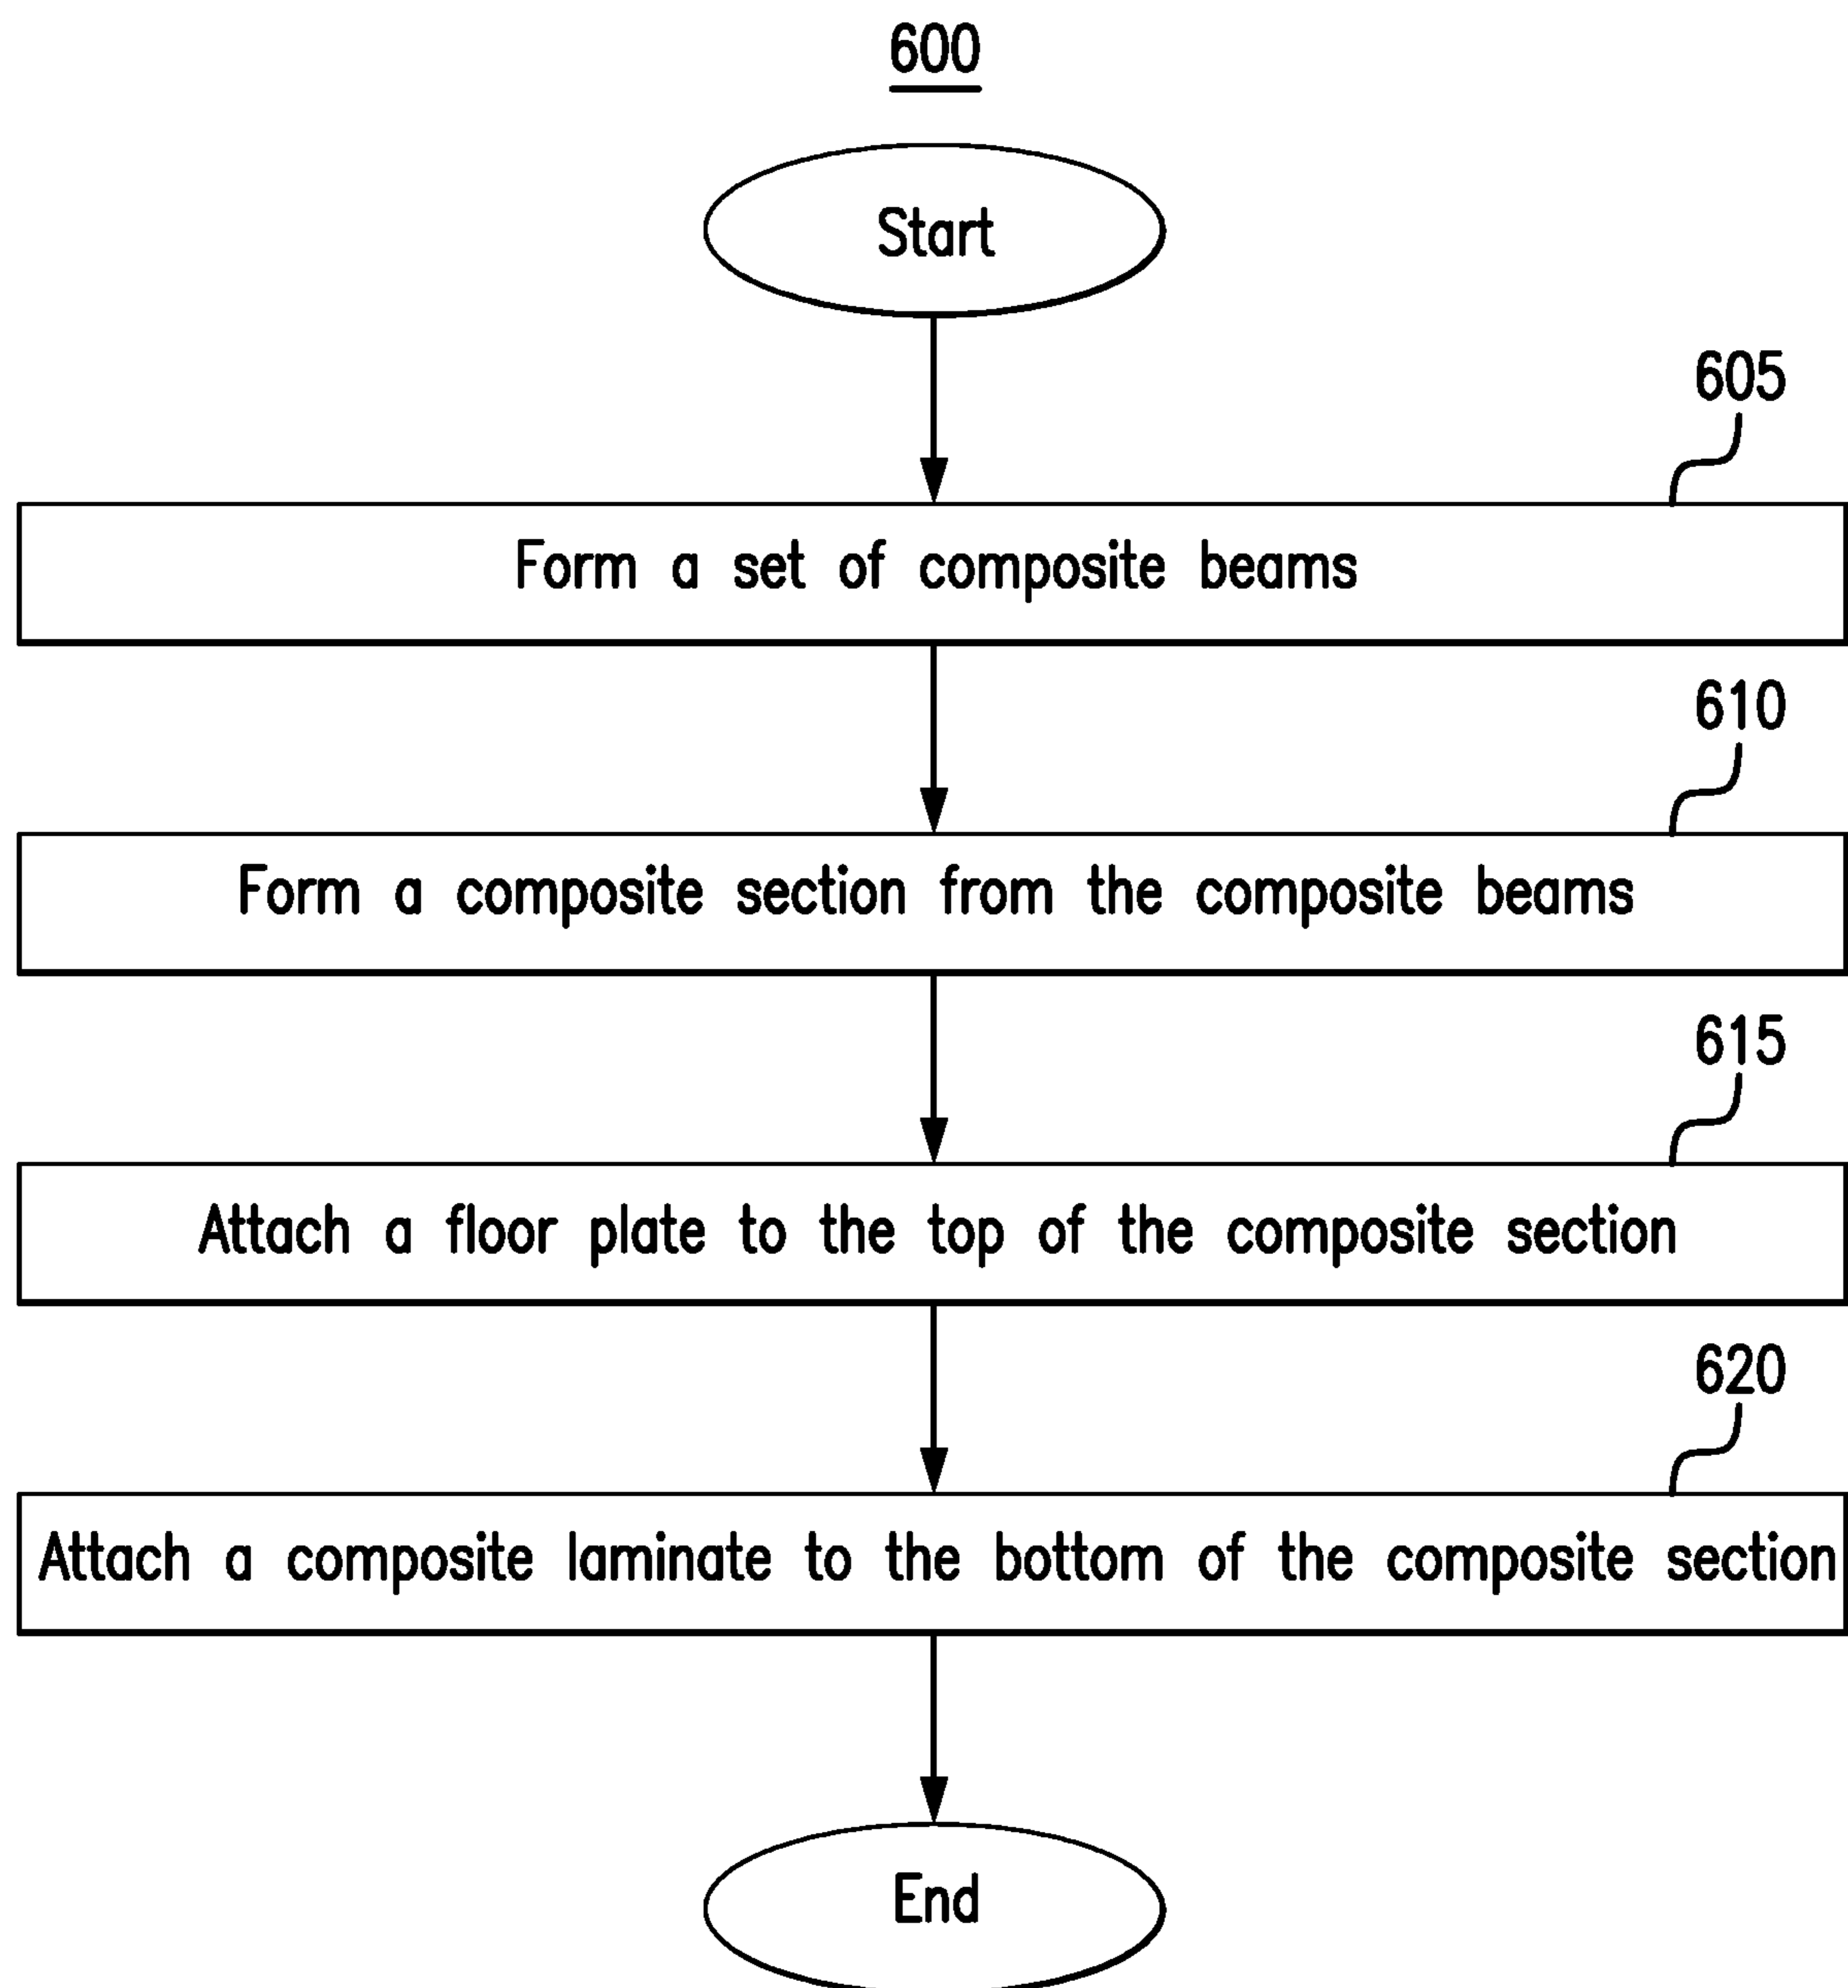 600
Start
605
Form a set of composite beams
610
Form a composite section from the composite beams
615
Attach a floor plate to the top of the composite section
620
Attach a composite laminate to the bottom of the composite section
End